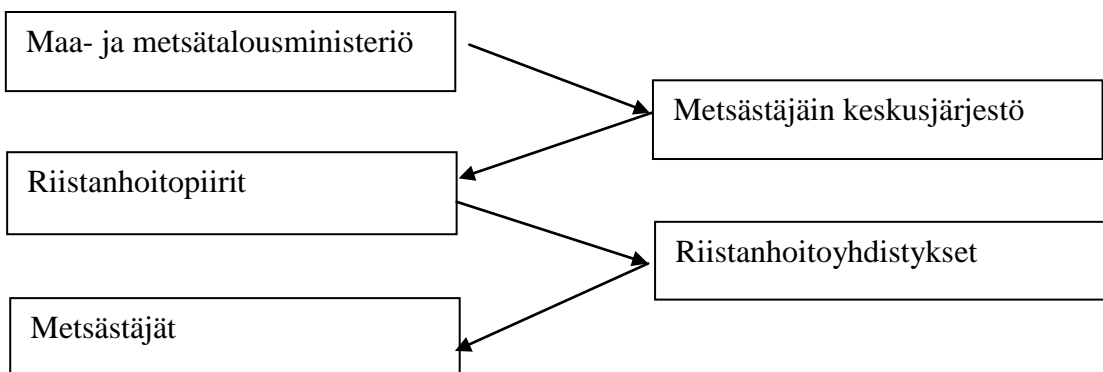 Maa- ja metsätalousministeriö
Metsästäjäin keskusjärjestö
Riistanhoitopiirit
Riistanhoitoyhdistykset
Metsästäjät